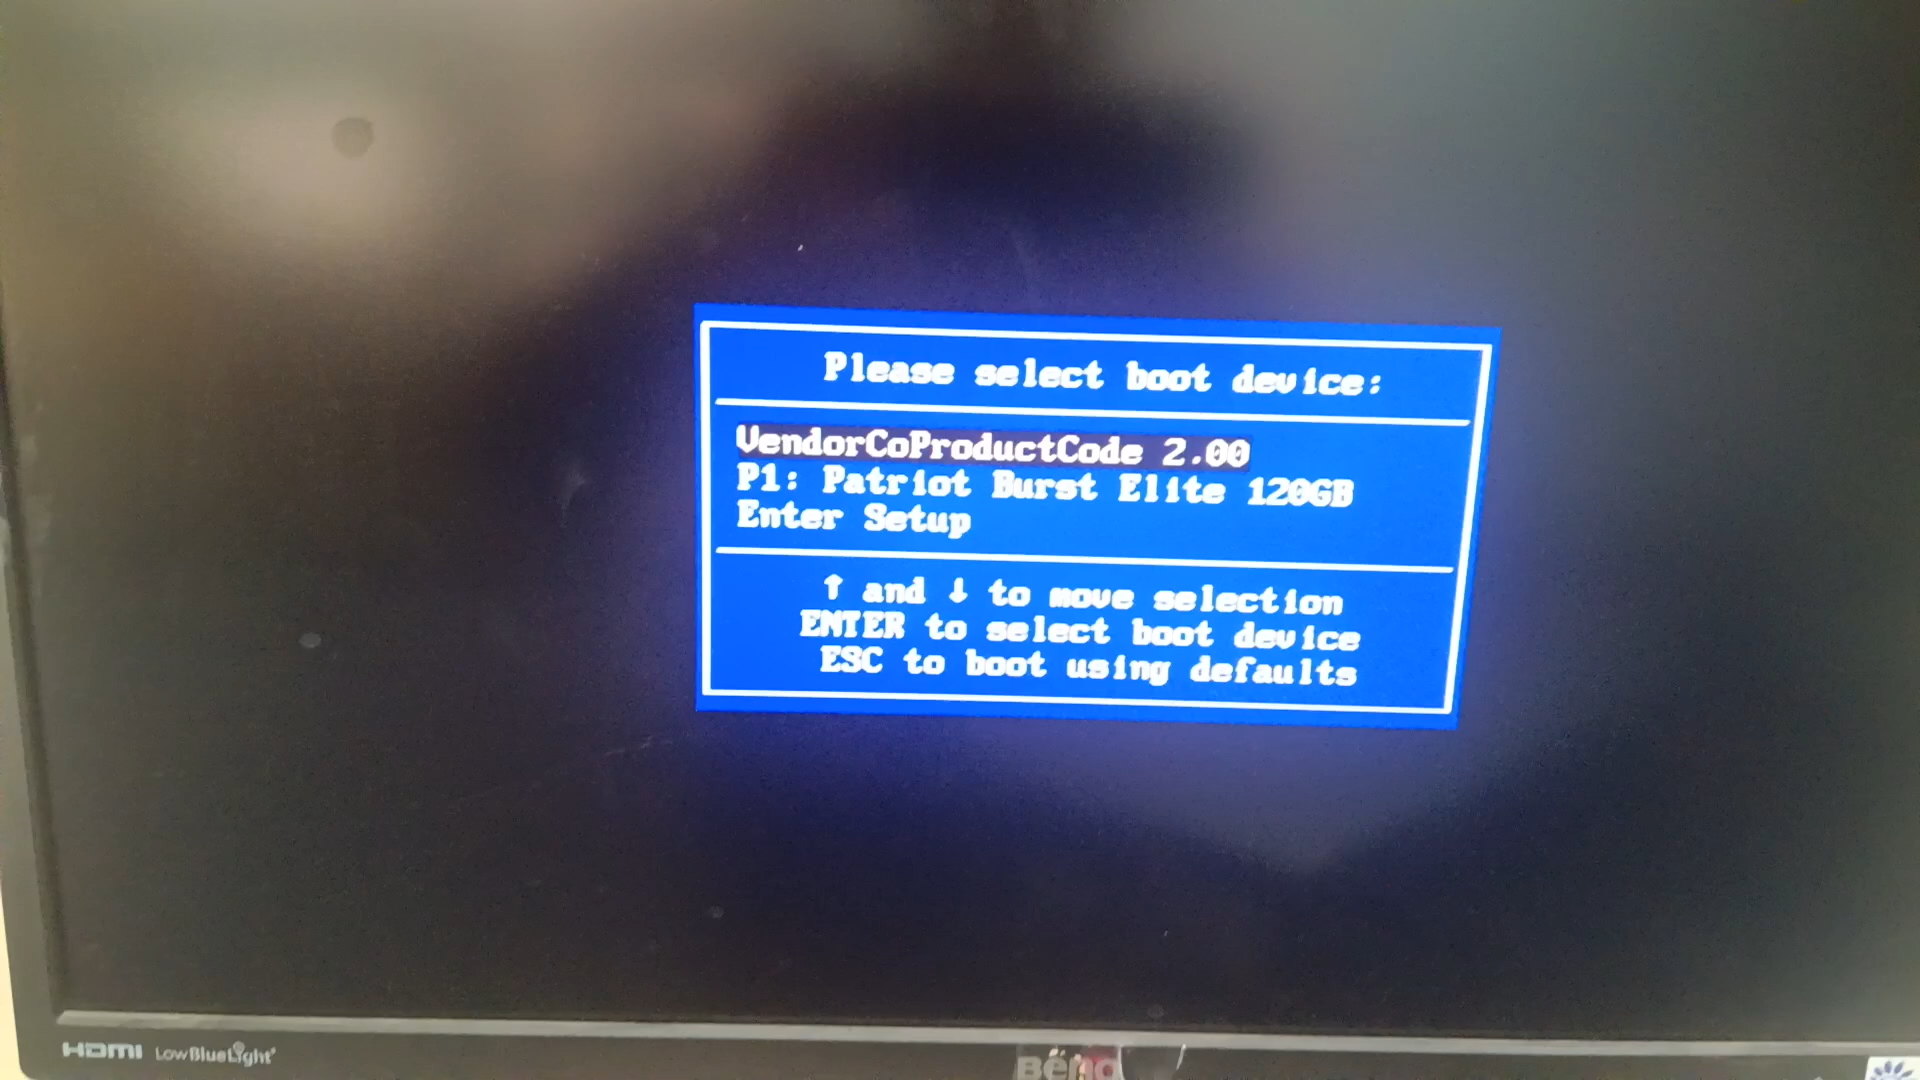 Please select boot device:
VendorCoProductCode 2.00
P1: Patriot Burst Elite 120GB
Enter Setup
↑ and ↓ to move selection
ENTER to select boot device
ESC to boot using defaults
HDMI LowBlueLight
BenQ